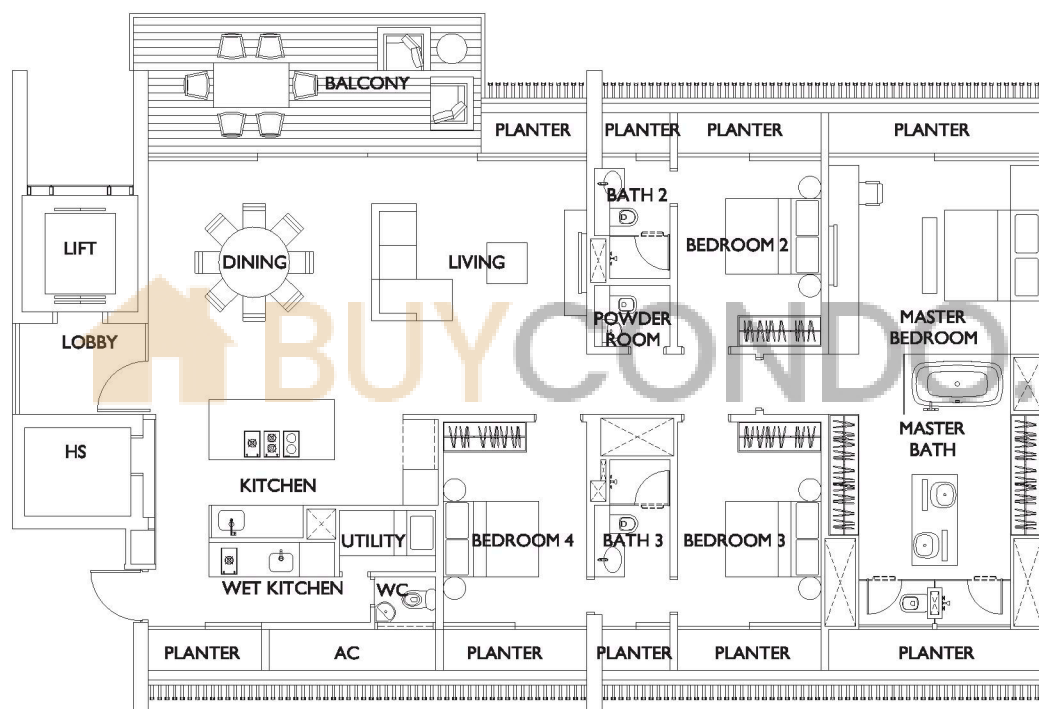 BALCONY
PLANTER
PLANTER
PLANTER
PLANTER
BATH 2
LIFT
DINING
LIVING
BEDROOM 2
LOBBY
POWDER
ROOM
MASTER
BEDROOM
BUYCONDO.
HS
MASTER
BATH
KITCHEN
UTILITY
BEDROOM 4
BATH 3
BEDROOM 3
WET KITCHEN
WC
PLANTER
AC
PLANTER
PLANTER
PLANTER
PLANTER